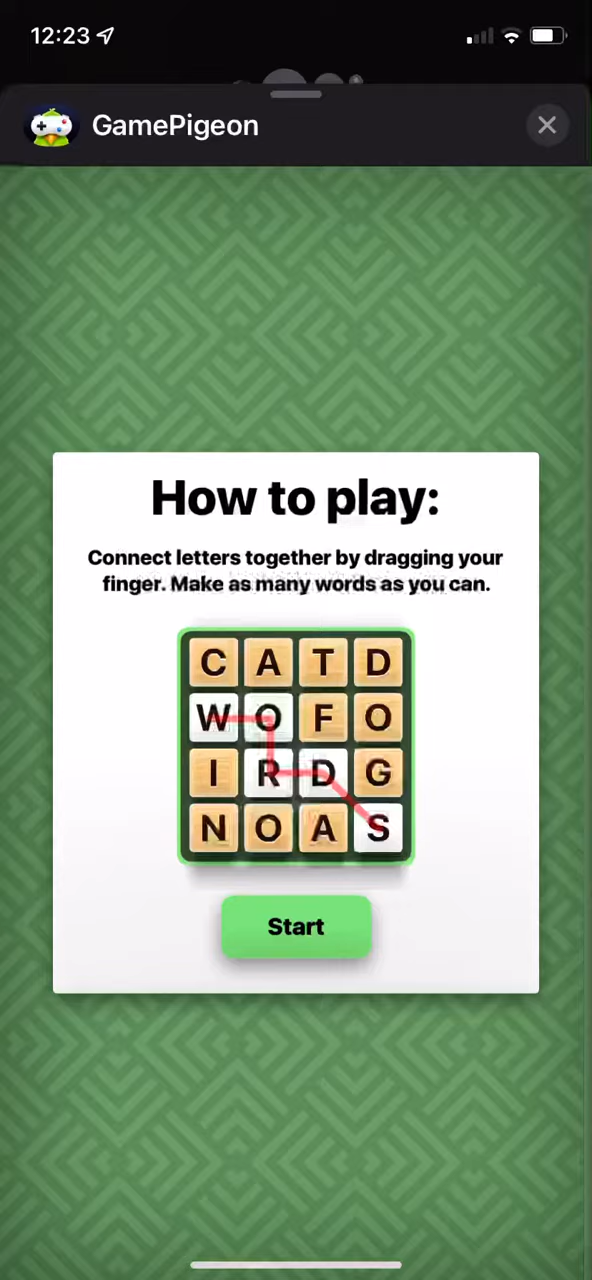 12:23
GamePigeon
How to play:
Connect letters together by dragging your
finger. Make as many words as you can.
C A T D
W O F O
I R D G
N O A S
Start